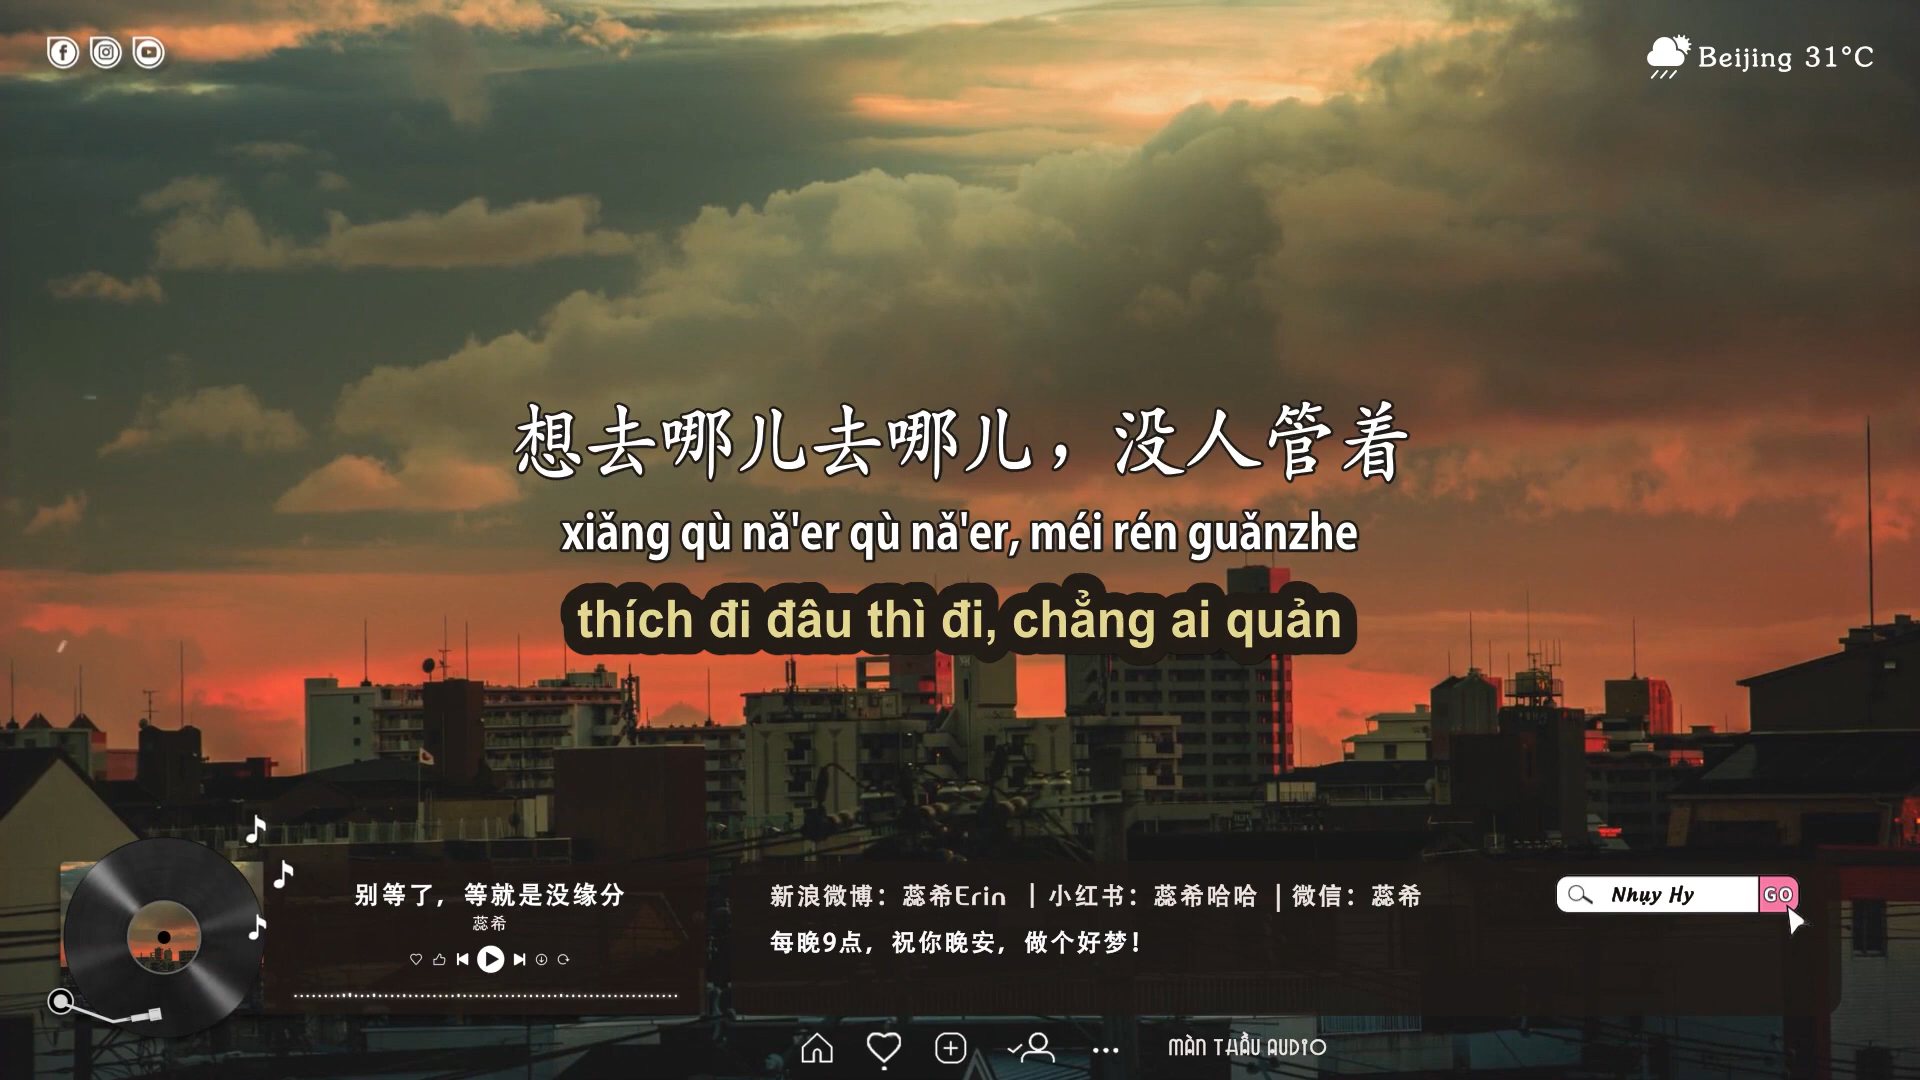 Beijing 31°C
想去哪儿去哪儿，没人管着
xiǎng qù nǎ'er qù nǎ'er, méi rén guǎnzhe
thích đi đâu thì đi, chẳng ai quản
别等了，等就是没缘分
蕊希
新浪微博：蕊希Erin ｜小红书：蕊希哈哈 ｜微信：蕊希
每晚9点，祝你晚安，做个好梦！
Nhụy Hy
GO
MÀN THẦU AUDIO